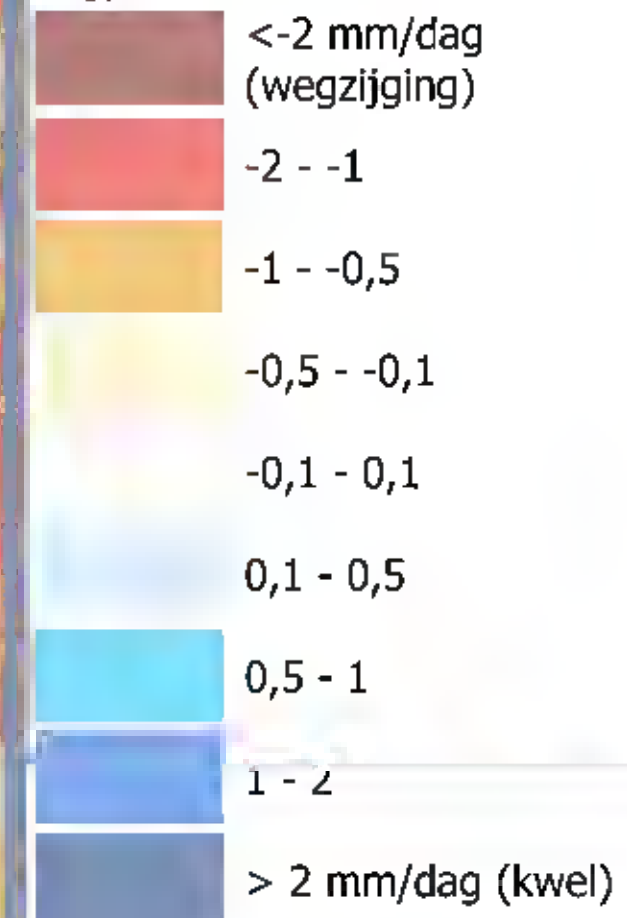 <-2 mm/dag
(wegzijging)
-2 - -1
-1 - -0,5
-0,5 - -0,1
-0,1 - 0,1
0,1 - 0,5
0,5 - 1
1 - 2
> 2 mm/dag (kwel)